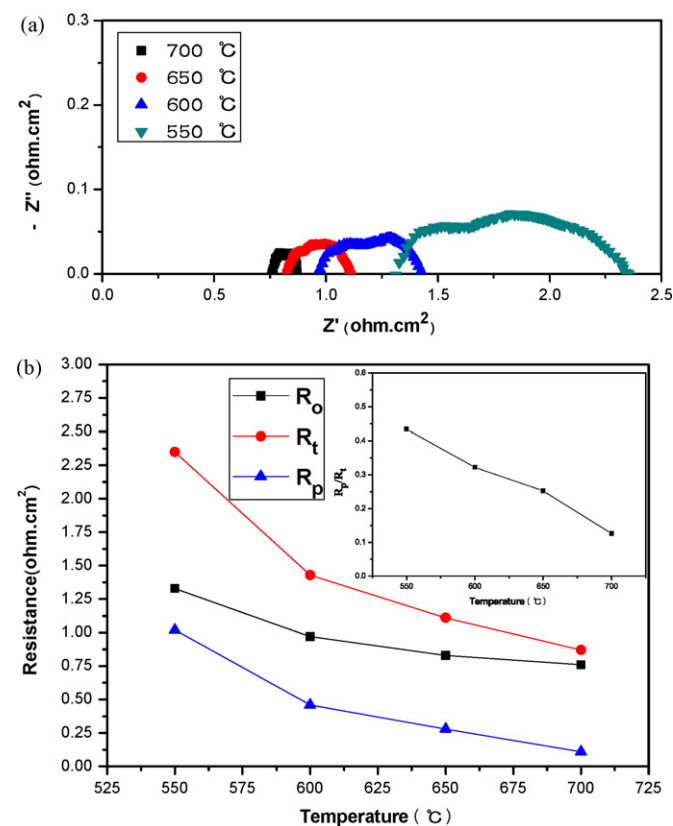 (a)
0.3
0.2
0.1
0.0
- Z'' (ohm.cm²)
700 ℃
650 ℃
600 ℃
550 ℃
0.0 0.5 1.0 1.5 2.0 2.5
Z' (ohm.cm²)
(b)
3.00
2.75
2.50
2.25
2.00
1.75
1.50
1.25
1.00
0.75
0.50
0.25
0.00
Resistance(ohm.cm²)
Rₒ
Rₜ
Rₚ
0.6
0.5
0.4
0.3
0.2
0.1
0.0
Rₚ/Rₜ
550 600 650 700
Temperature (℃)
525 550 575 600 625 650 675 700 725
Temperature (℃)